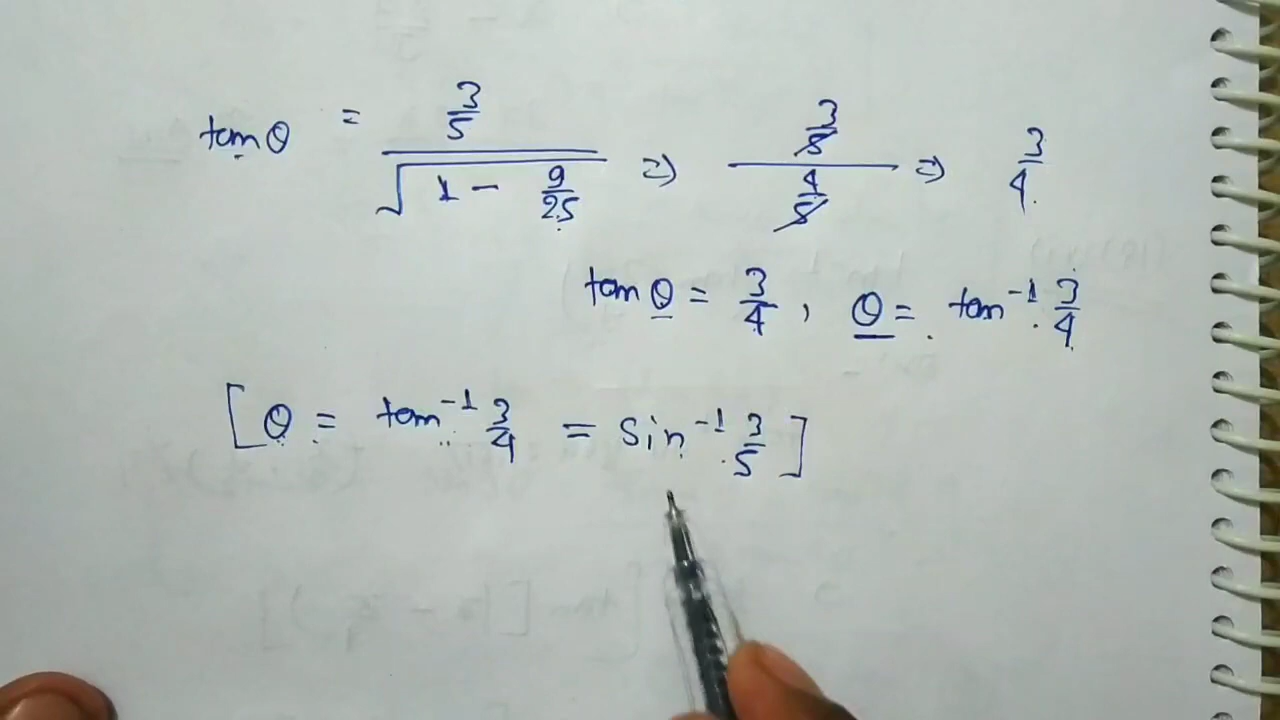 tanθ = 3/5 / √(1 - 9/25) ⇒ 3/5 / 4/5 ⇒ 3/4
tan θ = 3/4 , θ = tan⁻¹ 3/4
[ θ = tan⁻¹ 3/4 = sin⁻¹ 3/5 ]